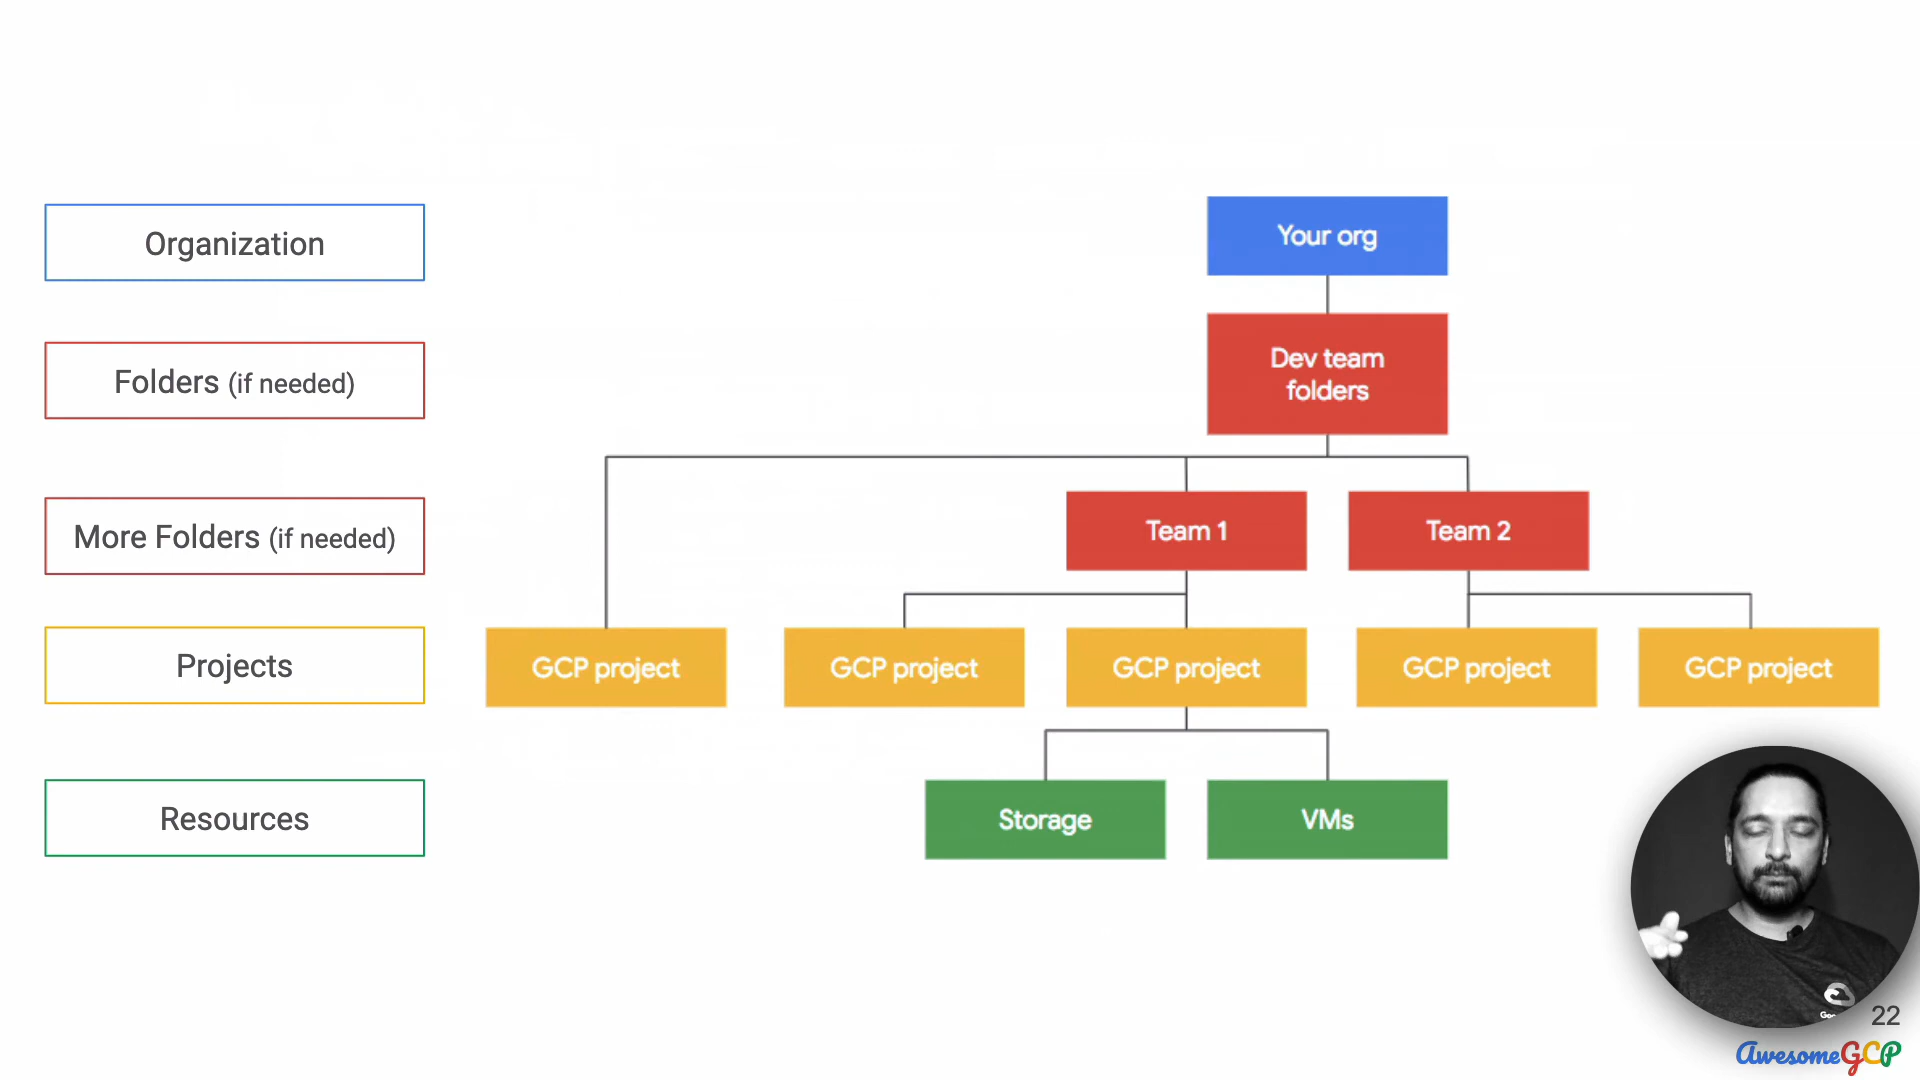 Organization
Your org
Folders (if needed)
Dev team
folders
More Folders (if needed)
Team 1
Team 2
Projects
GCP project
GCP project
GCP project
GCP project
GCP project
Resources
Storage
VMs
22
AwesomeGCP